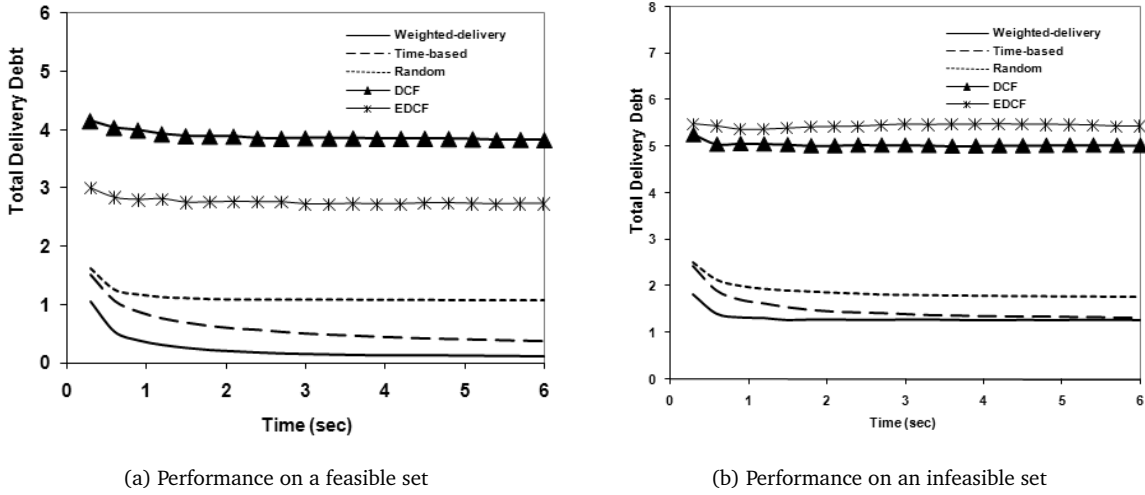 Total Delivery Debt
6
5
4
3
2
1
0
0 1 2 3 4 5 6
Time (sec)
Weighted-delivery
Time-based
Random
DCF
EDCF
(a) Performance on a feasible set
Total Delivery Debt
8
7
6
5
4
3
2
1
0
0 1 2 3 4 5 6
Time (sec)
Weighted-delivery
Time-based
Random
DCF
EDCF
(b) Performance on an infeasible set